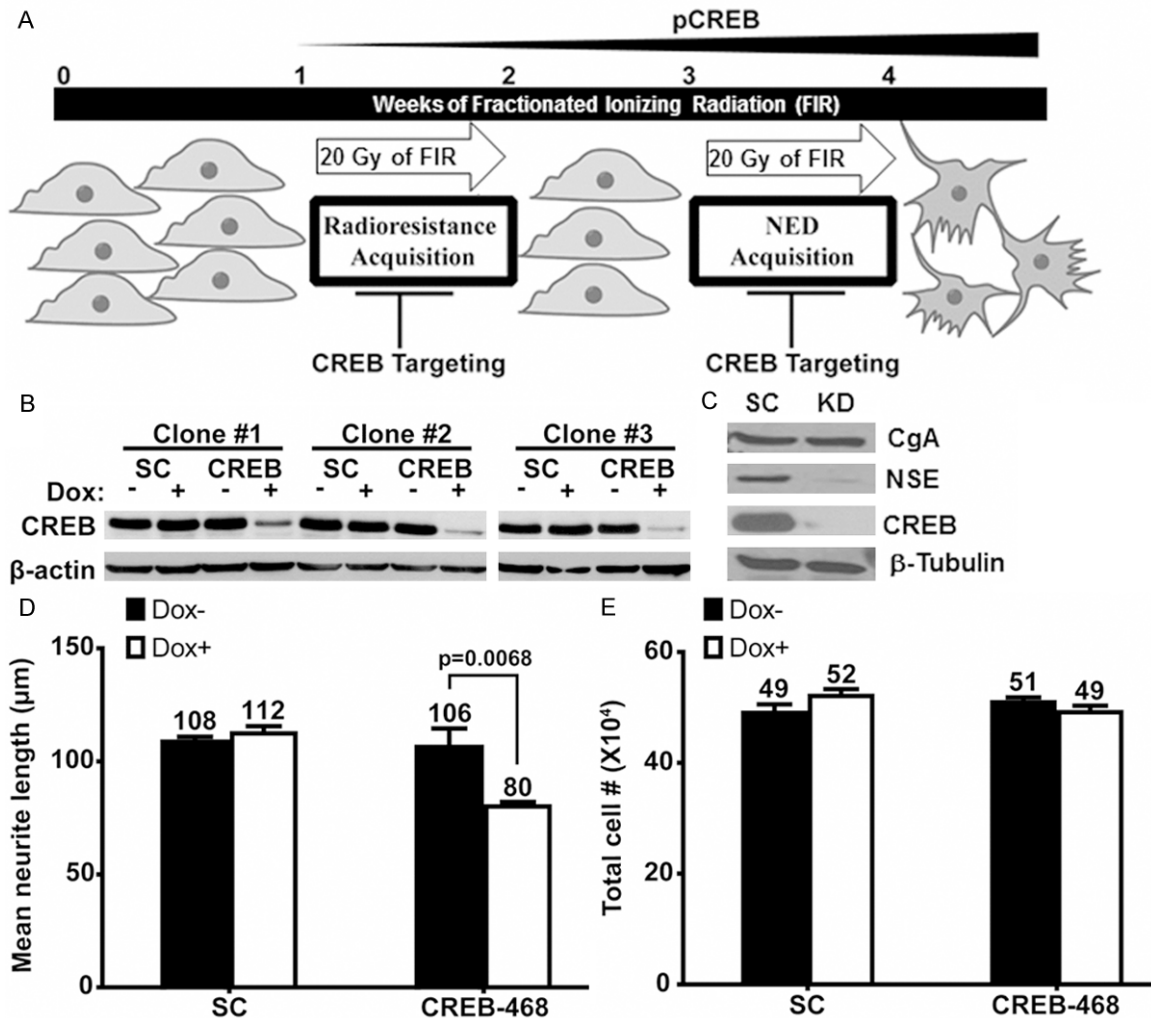 A
pCREB
0 1 2 3 4
Weeks of Fractionated Ionizing Radiation (FIR)
20 Gy of FIR
20 Gy of FIR
Radioresistance
Acquisition
NED
Acquisition
CREB Targeting
CREB Targeting
B
Clone #1 Clone #2 Clone #3
SC CREB SC CREB SC CREB
Dox: - + - + - + - + - + - +
CREB
β-actin
C
SC KD
CgA
NSE
CREB
β-Tubulin
D
Dox-
Dox+
Mean neurite length (μm)
150
100
50
0
108
112
106
p=0.0068
80
SC
CREB-468
E
Dox-
Dox+
Total cell # (X10⁴)
60
40
20
0
49
52
51
49
SC
CREB-468